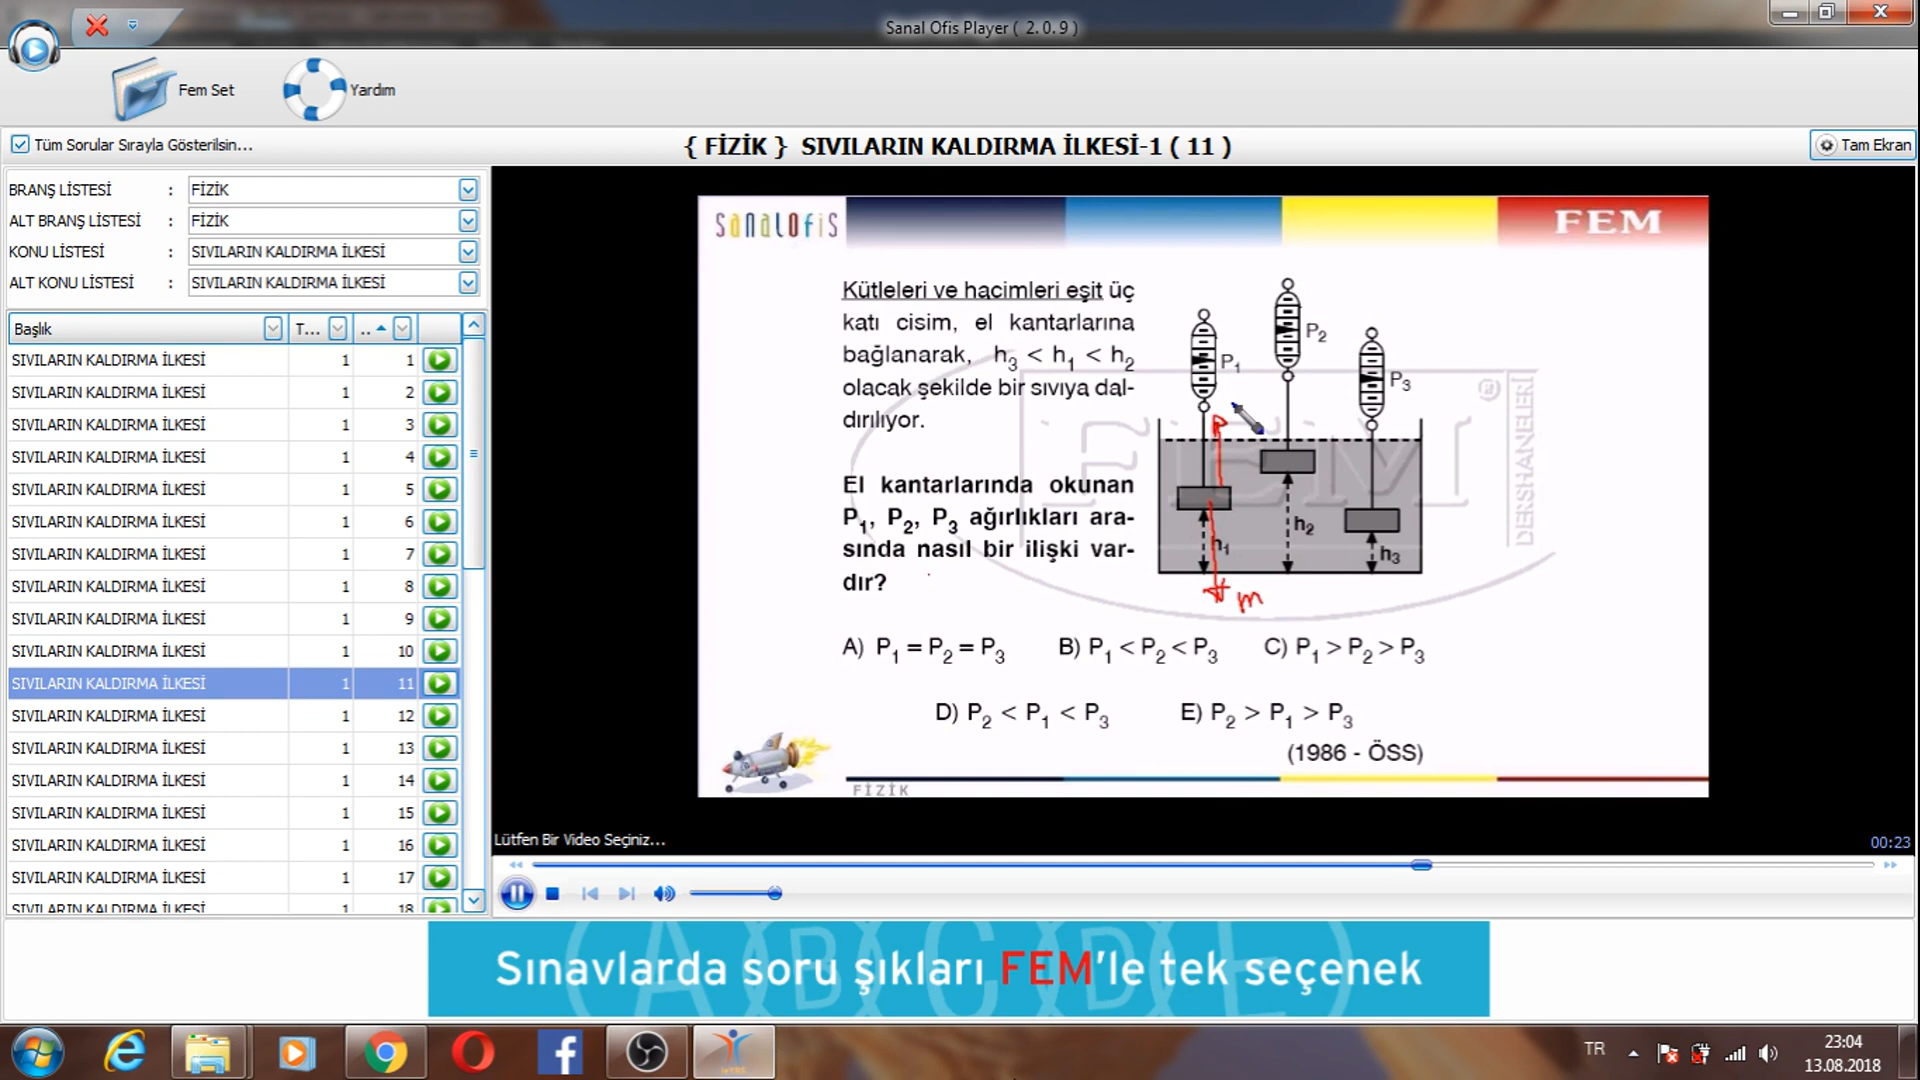 Sanal Ofis Player ( 2.0.9 )
Fem Set
Yardım
Tüm Sorular Sırayla Gösterilsin...
{ FİZİK } SIVILARIN KALDIRMA İLKESİ-1 ( 11 )
Tam Ekran
BRANŞ LİSTESİ : FİZİK
ALT BRANŞ LİSTESİ : FİZİK
KONU LİSTESİ : SIVILARIN KALDIRMA İLKESİ
ALT KONU LİSTESİ : SIVILARIN KALDIRMA İLKESİ
Başlık T... ..
SIVILARIN KALDIRMA İLKESİ 1 1
SIVILARIN KALDIRMA İLKESİ 1 2
SIVILARIN KALDIRMA İLKESİ 1 3
SIVILARIN KALDIRMA İLKESİ 1 4
SIVILARIN KALDIRMA İLKESİ 1 5
SIVILARIN KALDIRMA İLKESİ 1 6
SIVILARIN KALDIRMA İLKESİ 1 7
SIVILARIN KALDIRMA İLKESİ 1 8
SIVILARIN KALDIRMA İLKESİ 1 9
SIVILARIN KALDIRMA İLKESİ 1 10
SIVILARIN KALDIRMA İLKESİ 1 11
SIVILARIN KALDIRMA İLKESİ 1 12
SIVILARIN KALDIRMA İLKESİ 1 13
SIVILARIN KALDIRMA İLKESİ 1 14
SIVILARIN KALDIRMA İLKESİ 1 15
SIVILARIN KALDIRMA İLKESİ 1 16
SIVILARIN KALDIRMA İLKESİ 1 17
SIVILARIN KALDIRMA İLKESİ 1 18
sanalofis
FEM
Kütleleri ve hacimleri eşit üç
katı cisim, el kantarlarına
bağlanarak, h3 < h1 < h2
olacak şekilde bir sıvıya dal-
dırılıyor.
El kantarlarında okunan
P1, P2, P3 ağırlıkları ara-
sında nasıl bir ilişki var-
dır?
P1
P2
P3
h1
h2
h3
m
FEM
DERSHANELERİ
®
A) P1 = P2 = P3 B) P1 < P2 < P3 C) P1 > P2 > P3
D) P2 < P1 < P3 E) P2 > P1 > P3
(1986 - ÖSS)
FİZİK
Lütfen Bir Video Seçiniz...
00:23
Sınavlarda soru şıkları FEM'le tek seçenek
TR
23:04
13.08.2018